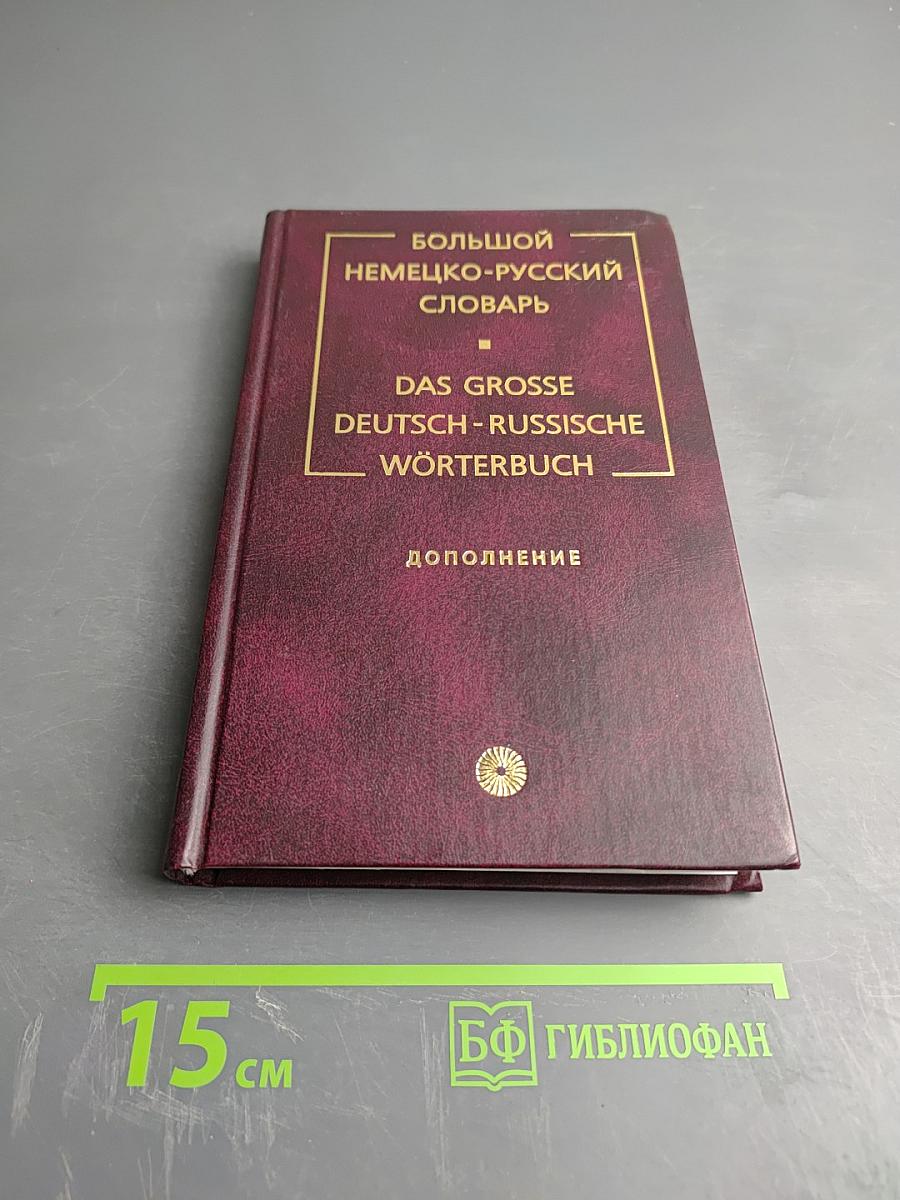 БОЛЬШОЙ
НЕМЕЦКО-РУССКИЙ
СЛОВАРЬ
DAS GROSSE
DEUTSCH-RUSSISCHE
WÖRTERBUCH
ДОПОЛНЕНИЕ
15 см
БФ ГИБЛИОФАН